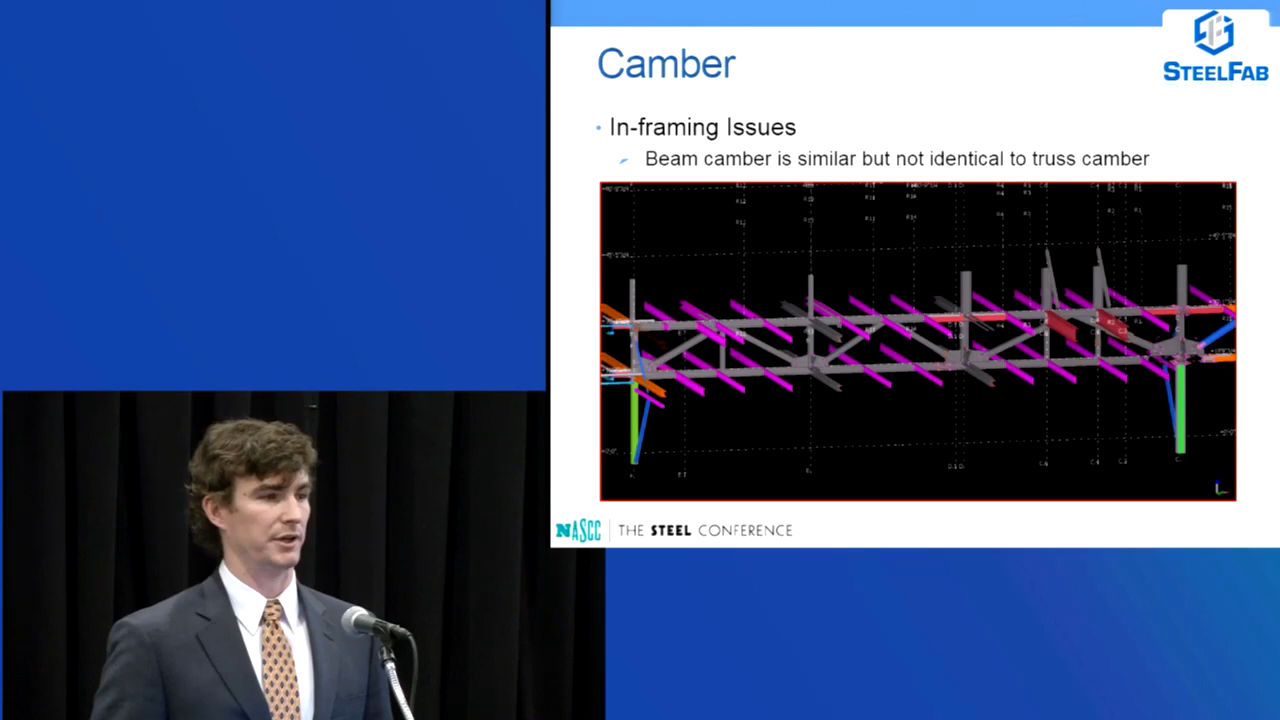 Camber
STEELFAB
• In-framing Issues
Beam camber is similar but not identical to truss camber
NASCC THE STEEL CONFERENCE